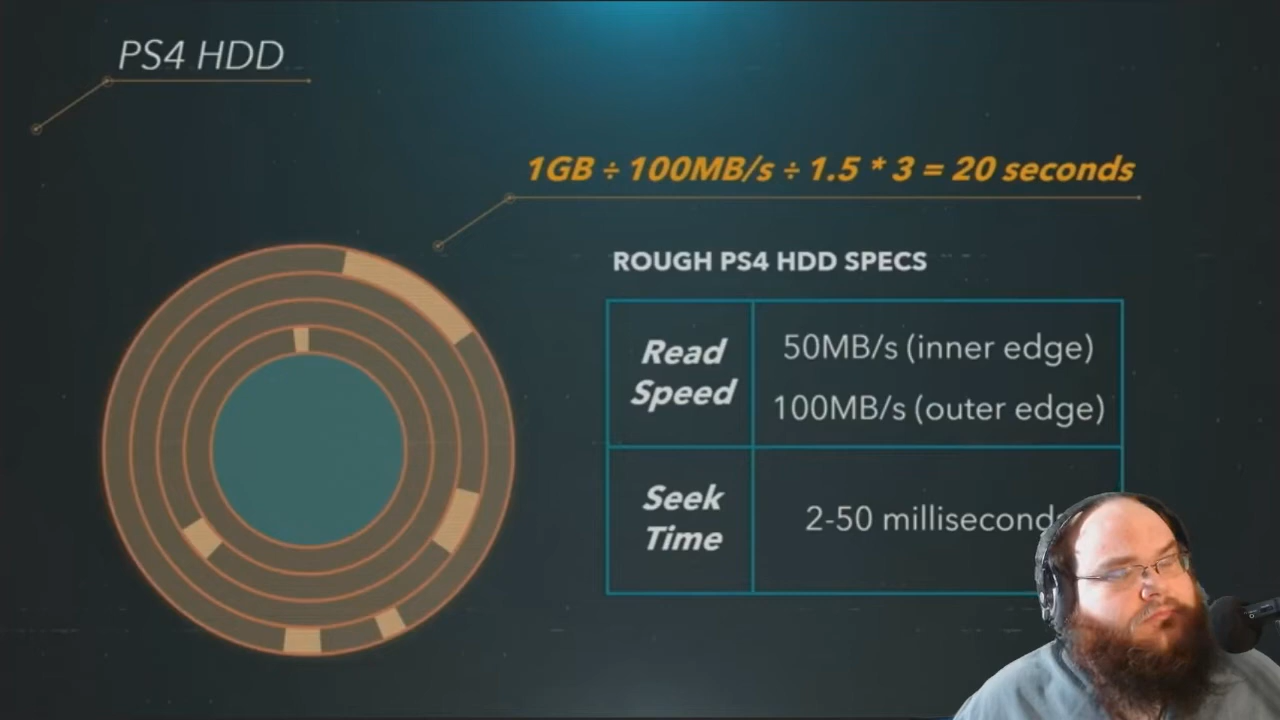 PS4 HDD
1GB ÷ 100MB/s ÷ 1.5 * 3 = 20 seconds
ROUGH PS4 HDD SPECS
Read
Speed
50MB/s (inner edge)
100MB/s (outer edge)
Seek
Time
2-50 milliseconds